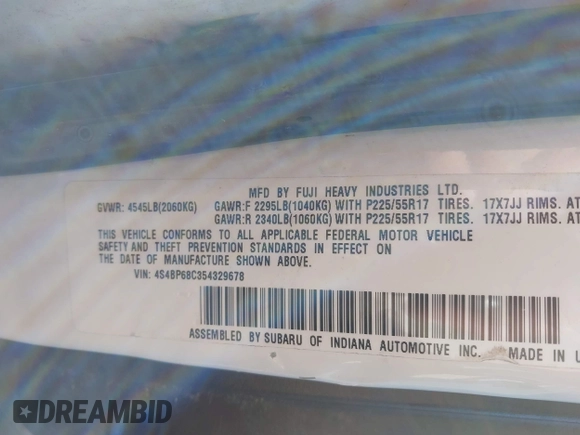 MFD BY FUJI HEAVY INDUSTRIES LTD.
GVWR: 4545LB(2060KG) GAWR:F 2295LB(1040KG) WITH P225/55R17 TIRES. 17X7JJ RIMS. AT
GAWR:R 2340LB(1060KG) WITH P225/55R17 TIRES. 17X7JJ RIMS. AT
THIS VEHICLE CONFORMS TO ALL APPLICABLE FEDERAL MOTOR VEHICLE
SAFETY AND THEFT PREVENTION STANDARDS IN EFFECT ON
THE DATE OF MANUFACTURE SHOWN ABOVE.
VIN: 4S4BP68C354329678
ASSEMBLED BY SUBARU OF INDIANA AUTOMOTIVE INC. MADE IN U
DREAMBID